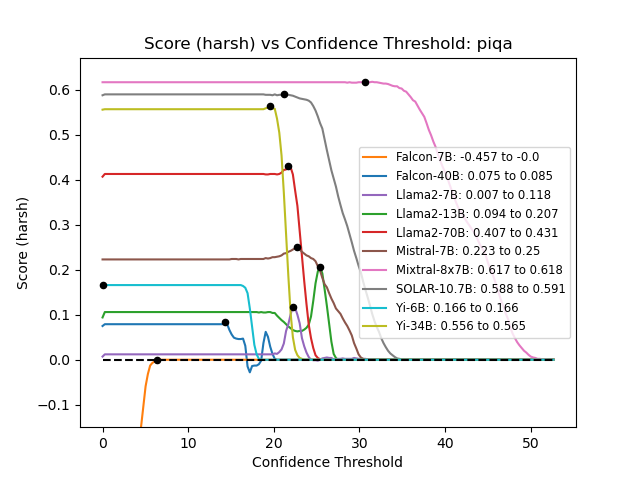 Score (harsh) vs Confidence Threshold: piqa
Score (harsh)
0.6
0.5
0.4
0.3
0.2
0.1
0.0
−0.1
Falcon-7B: -0.457 to -0.0
Falcon-40B: 0.075 to 0.085
Llama2-7B: 0.007 to 0.118
Llama2-13B: 0.094 to 0.207
Llama2-70B: 0.407 to 0.431
Mistral-7B: 0.223 to 0.25
Mixtral-8x7B: 0.617 to 0.618
SOLAR-10.7B: 0.588 to 0.591
Yi-6B: 0.166 to 0.166
Yi-34B: 0.556 to 0.565
0 10 20 30 40 50
Confidence Threshold